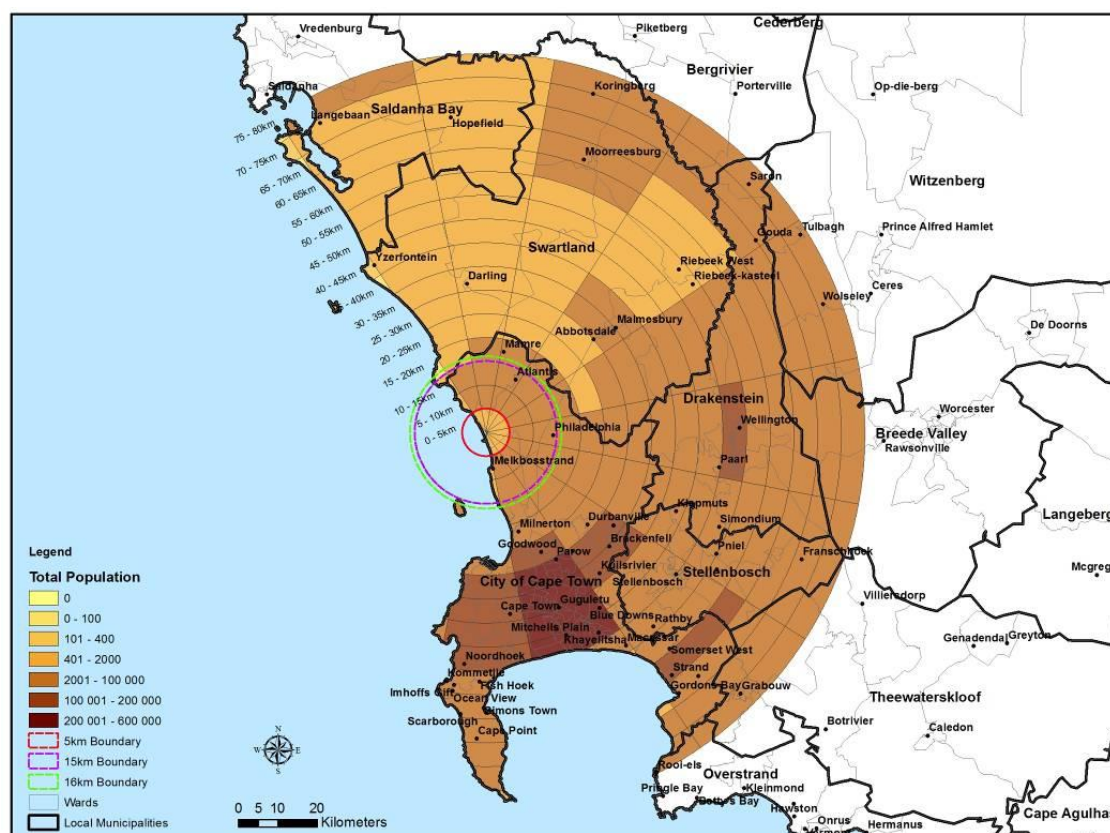 Vredenburg
Piketberg
Cederberg
Bergrivier
Saldanha
Koringberg
Porterville
Op-die-berg
Saldanha Bay
Langebaan
Hopefield
75 - 80km
Moorreesburg
70 - 75km
Saron
Witzenberg
65 - 70km
60 - 65km
55 - 60km
Tulbagh
Prince Alfred Hamlet
Gouda
50 - 55km
Swartland
45 - 50km
Yzerfontein
Riebeek West
Riebeek-kasteel
40 - 45km
Darling
Ceres
Wolseley
35 - 40km
30 - 35km
Malmesbury
De Doorns
Abbotsdale
25 - 30km
20 - 25km
Mamre
15 - 20km
Atlantis
10 - 15km
Drakenstein
5 - 10km
Worcester
Wellington
0 - 5km
Philadelphia
Breede Valley
Rawsonville
Melkbosstrand
Paarl
Klapmuts
Langeberg
Milnerton
Durbanville
Simondium
Goodwood
Brackenfell
Parow
Pniel
Franschhoek
Kuilsrivier
Stellenbosch
McGreg
City of Cape Town
Stellenbosch
Villiersdorp
Guguletu
Cape Town
Blue Downs
Rathby
Mitchells Plain
Genadendal
Greyton
Khayelitsha
Macassar
Somerset West
Noordhoek
Strand
Kommetjie
Fish Hoek
Gordons Bay
Grabouw
Theewaterskloof
Imhoffs Gift
Ocean View
Simons Town
Scarborough
Botrivier
Caledon
Cape Point
Rooi-els
Overstrand
Kleinmond
Pringle Bay
Bettys Bay
Hawston
Onrus
Hermanus
Cape Agulha
Legend
Total Population
0
0 - 100
101 - 400
401 - 2000
2001 - 100 000
100 001 - 200 000
200 001 - 600 000
5km Boundary
15km Boundary
16km Boundary
Wards
Local Municipalities
N
W
E
S
0 5 10 20
Kilometers